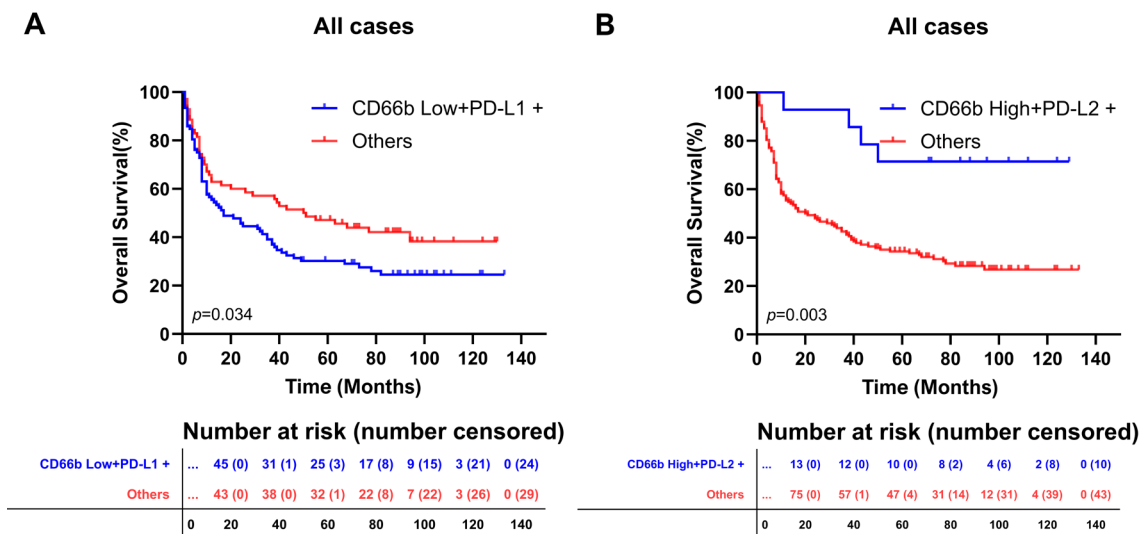 A
All cases
Overall Survival(%)
100
80
60
40
20
0
CD66b Low+PD-L1 +
Others
p=0.034
0 20 40 60 80 100 120 140
Time (Months)
Number at risk (number censored)
CD66b Low+PD-L1 + ... 45 (0) 31 (1) 25 (3) 17 (8) 9 (15) 3 (21) 0 (24)
Others ... 43 (0) 38 (0) 32 (1) 22 (8) 7 (22) 3 (26) 0 (29)
0 20 40 60 80 100 120 140
B
All cases
Overall Survival(%)
100
80
60
40
20
0
CD66b High+PD-L2 +
Others
p=0.003
0 20 40 60 80 100 120 140
Time (Months)
Number at risk (number censored)
CD66b High+PD-L2 + ... 13 (0) 12 (0) 10 (0) 8 (2) 4 (6) 2 (8) 0 (10)
Others ... 75 (0) 57 (1) 47 (4) 31 (14) 12 (31) 4 (39) 0 (43)
0 20 40 60 80 100 120 140